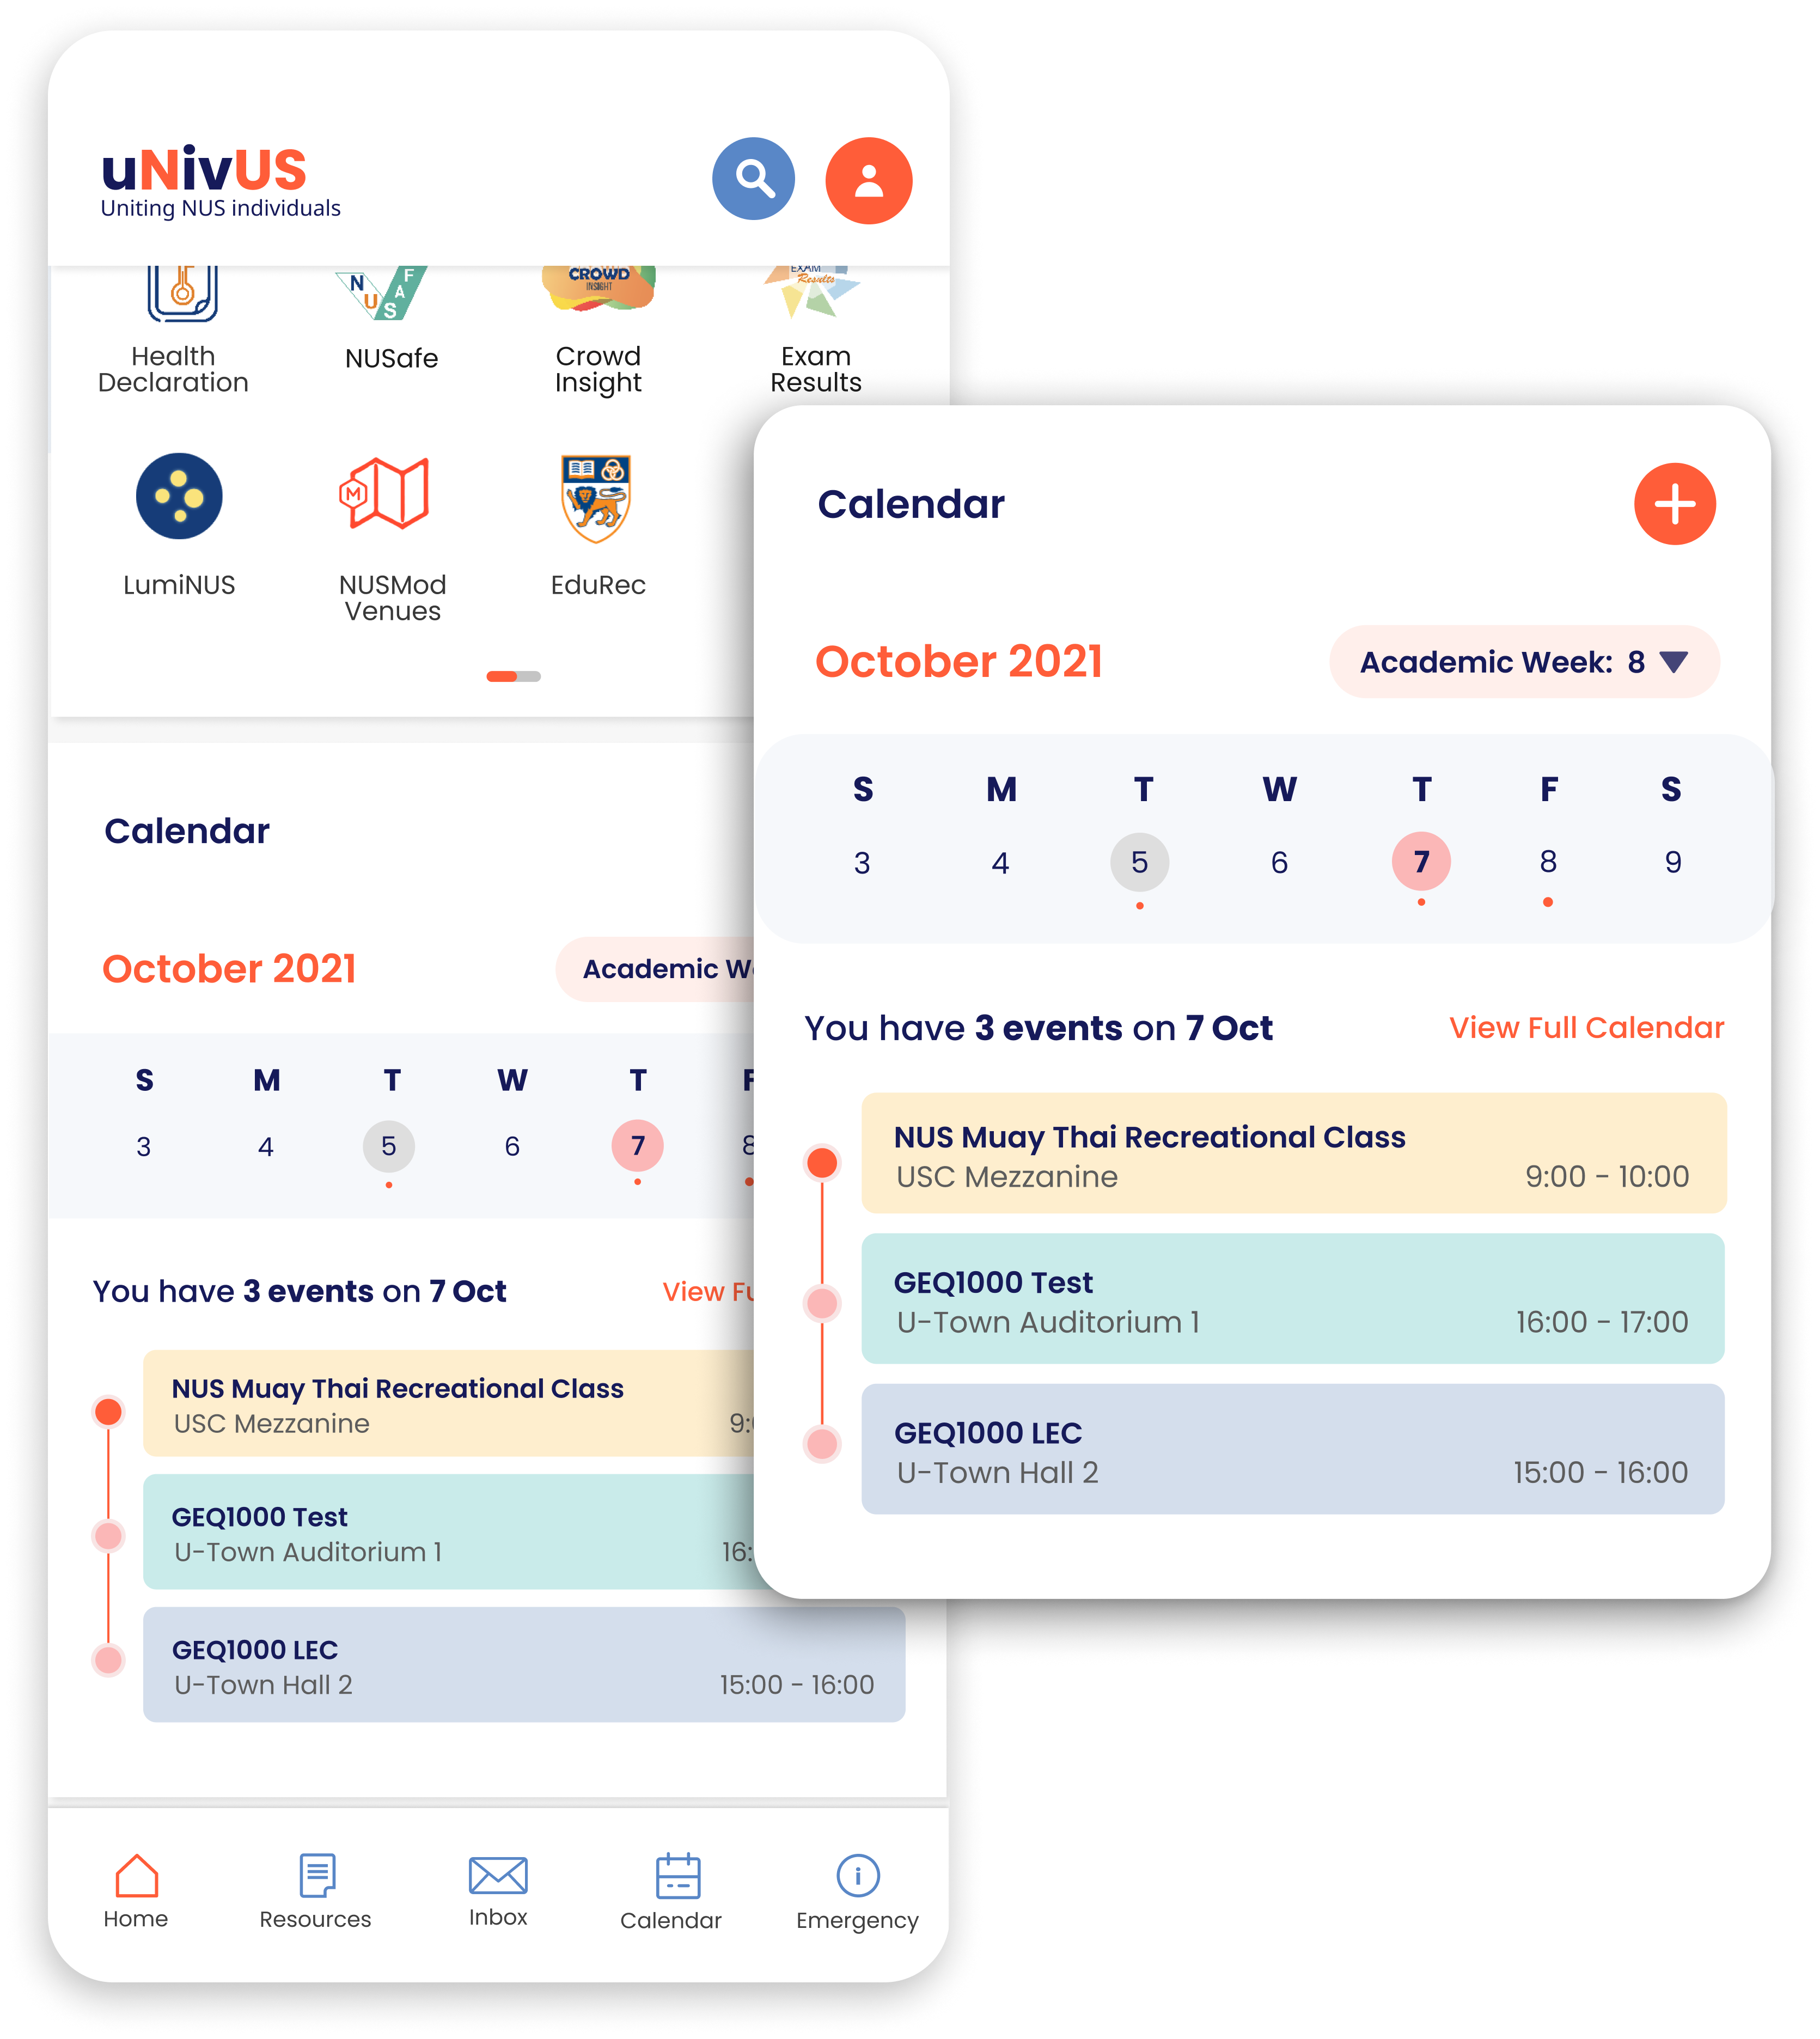 uNivUS
Uniting NUS individuals
N
U
S
A
F
CROWD
INSIGHT
EXAM
Results
Health
Declaration
NUSafe
Crowd
Insight
Exam
Results
M
LumiNUS
NUSMod
Venues
EduRec
Calendar
October 2021
Academic W
S M T W T F
3 4 5 6 7 8
You have 3 events on 7 Oct
View Fu
NUS Muay Thai Recreational Class
USC Mezzanine 9:
GEQ1000 Test
U-Town Auditorium 1 16:
GEQ1000 LEC
U-Town Hall 2 15:00 - 16:00
Home Resources Inbox Calendar Emergency
Calendar
October 2021 Academic Week: 8
S M T W T F S
3 4 5 6 7 8 9
You have 3 events on 7 Oct View Full Calendar
NUS Muay Thai Recreational Class
USC Mezzanine 9:00 - 10:00
GEQ1000 Test
U-Town Auditorium 1 16:00 - 17:00
GEQ1000 LEC
U-Town Hall 2 15:00 - 16:00